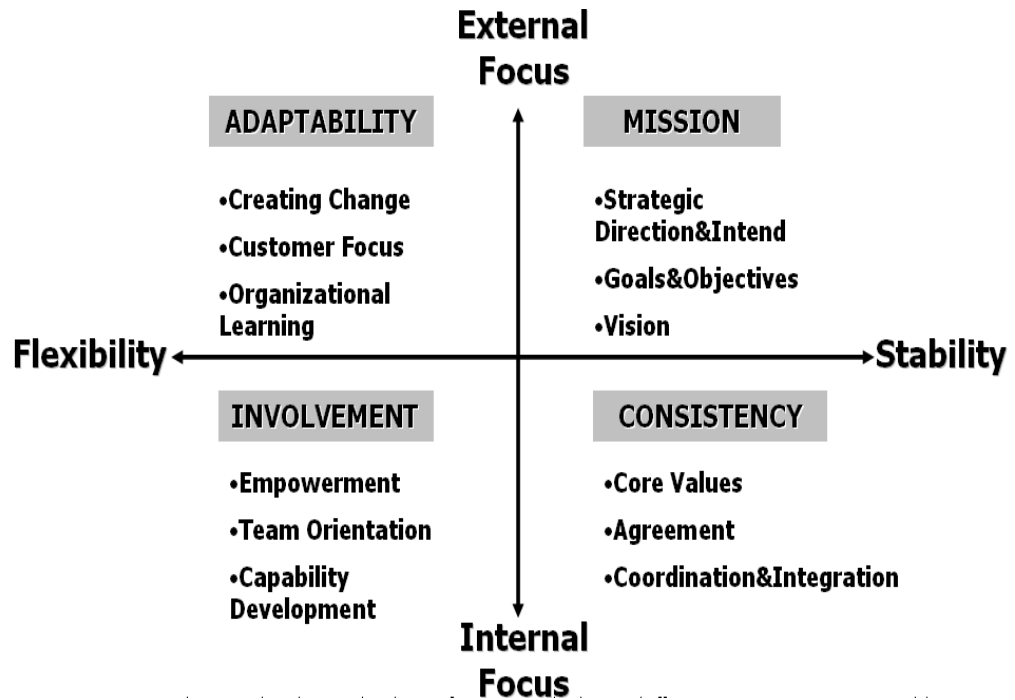 External
Focus
ADAPTABILITY
•Creating Change
•Customer Focus
•Organizational
Learning
MISSION
•Strategic
Direction&Intend
•Goals&Objectives
•Vision
Flexibility
Stability
INVOLVEMENT
•Empowerment
•Team Orientation
•Capability
Development
CONSISTENCY
•Core Values
•Agreement
•Coordination&Integration
Internal
Focus